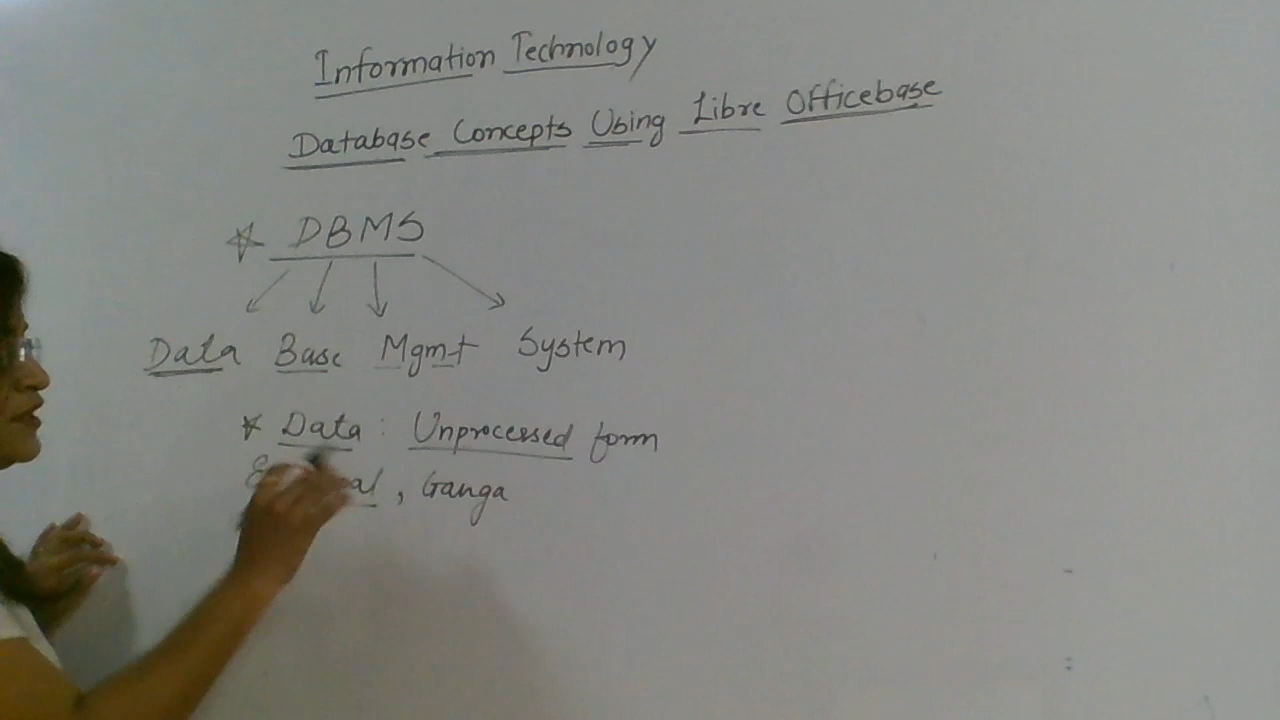 Information Technology
Database Concepts Using Libre Officebase
* DBMS
Data Base Mgmt System
* Data : Unprocessed form
, Ganga